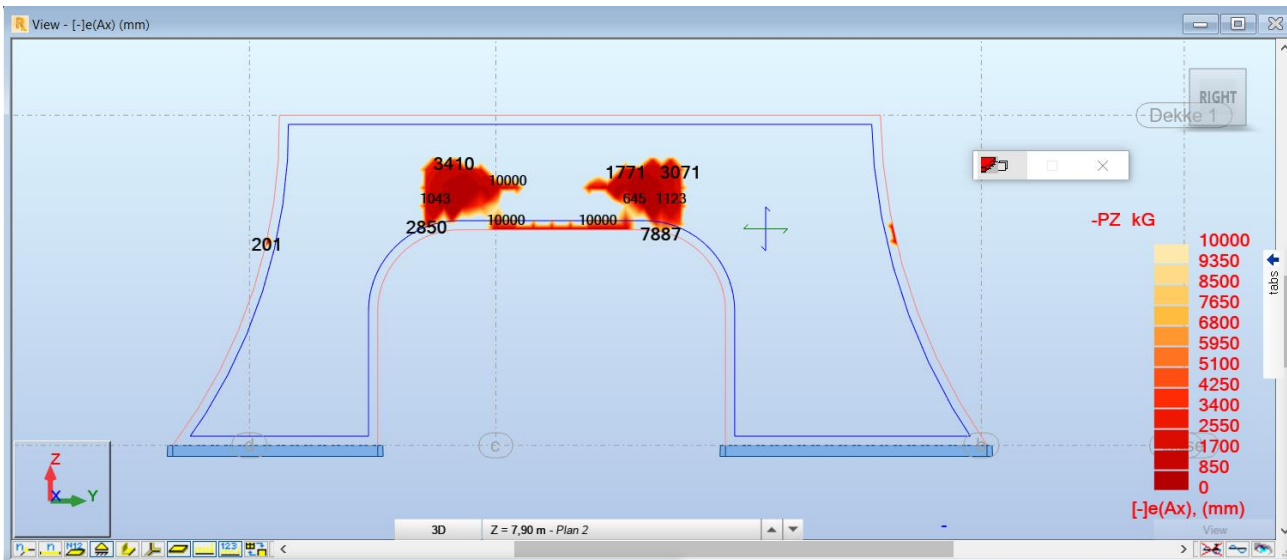 View - [-]e(Ax) (mm)
RIGHT
Dekke 1
3410
10000
1771
3071
1043
645
1123
2850
10000
10000
7887
201
-PZ kG
10000
9350
8500
7650
6800
5950
5100
4250
3400
2550
1700
850
0
[-]e(Ax), (mm)
tabs
d
c
b
Z
X
Y
3D
Z = 7,90 m - Plan 2
View